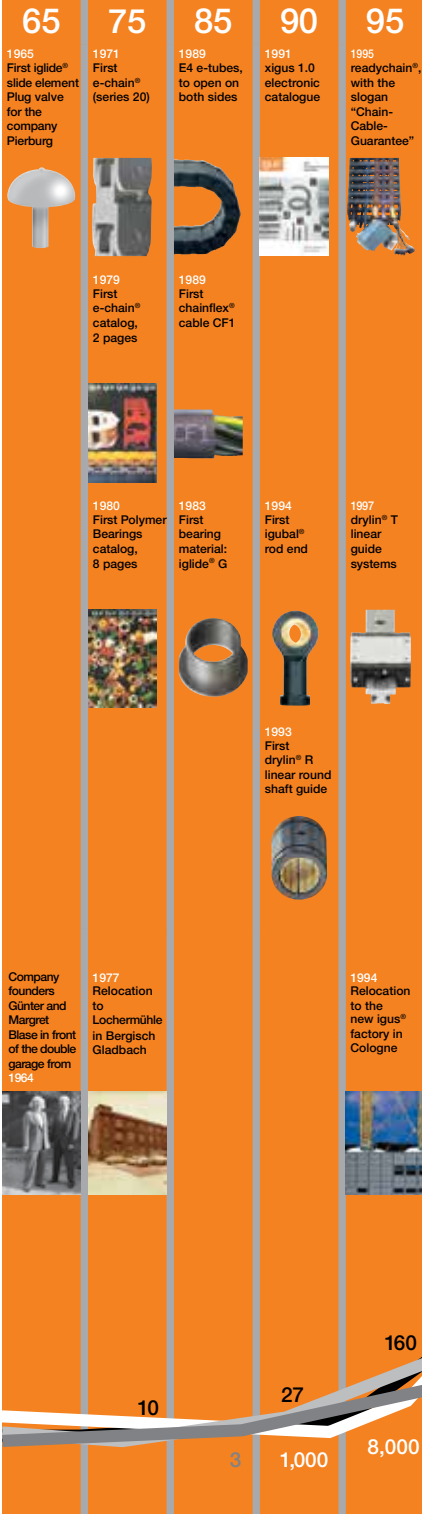 65
1965
First iglide®
slide element
Plug valve
for the
company
Pierburg
Company
founders
Günter and
Margret
Blase in front
of the double
garage from
1964
75
1971
First
e-chain®
(series 20)
1979
First
e-chain®
catalog,
2 pages
1980
First Polymer
Bearings
catalog,
8 pages
1977
Relocation
to
Lochermühle
in Bergisch
Gladbach
10
85
1989
E4 e-tubes,
to open on
both sides
1989
First
chainflex®
cable CF1
CF1
1983
First
bearing
material:
iglide® G
3
90
1991
xigus 1.0
electronic
catalogue
1994
First
igubal®
rod end
1993
First
drylin® R
linear round
shaft guide
27
1,000
95
1995
readychain®,
with the
slogan
“Chain-
Cable-
Guarantee”
1997
drylin® T
linear
guide
systems
1994
Relocation
to the
new igus®
factory in
Cologne
160
8,000